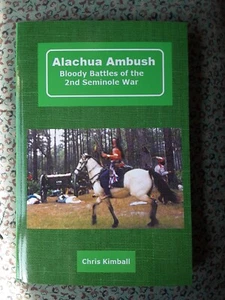 Alachua Ambush
Bloody Battles of the
2nd Seminole War
Chris Kimball